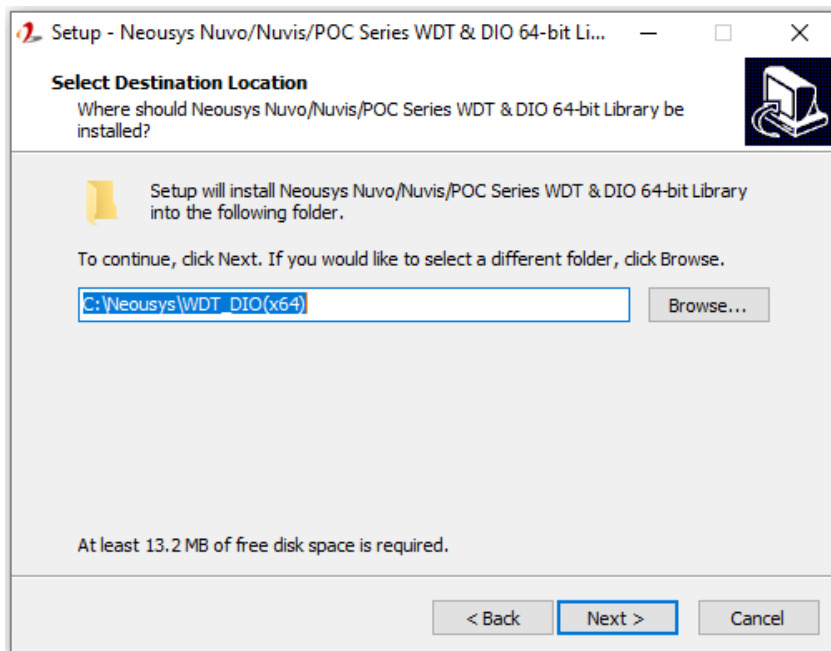 Setup - Neousys Nuvo/Nuvis/POC Series WDT & DIO 64-bit Li...
Select Destination Location
Where should Neousys Nuvo/Nuvis/POC Series WDT & DIO 64-bit Library be
installed?
Setup will install Neousys Nuvo/Nuvis/POC Series WDT & DIO 64-bit Library
into the following folder.
To continue, click Next. If you would like to select a different folder, click Browse.
C:\Neousys\WDT_DIO(x64)
Browse...
At least 13.2 MB of free disk space is required.
< Back
Next >
Cancel